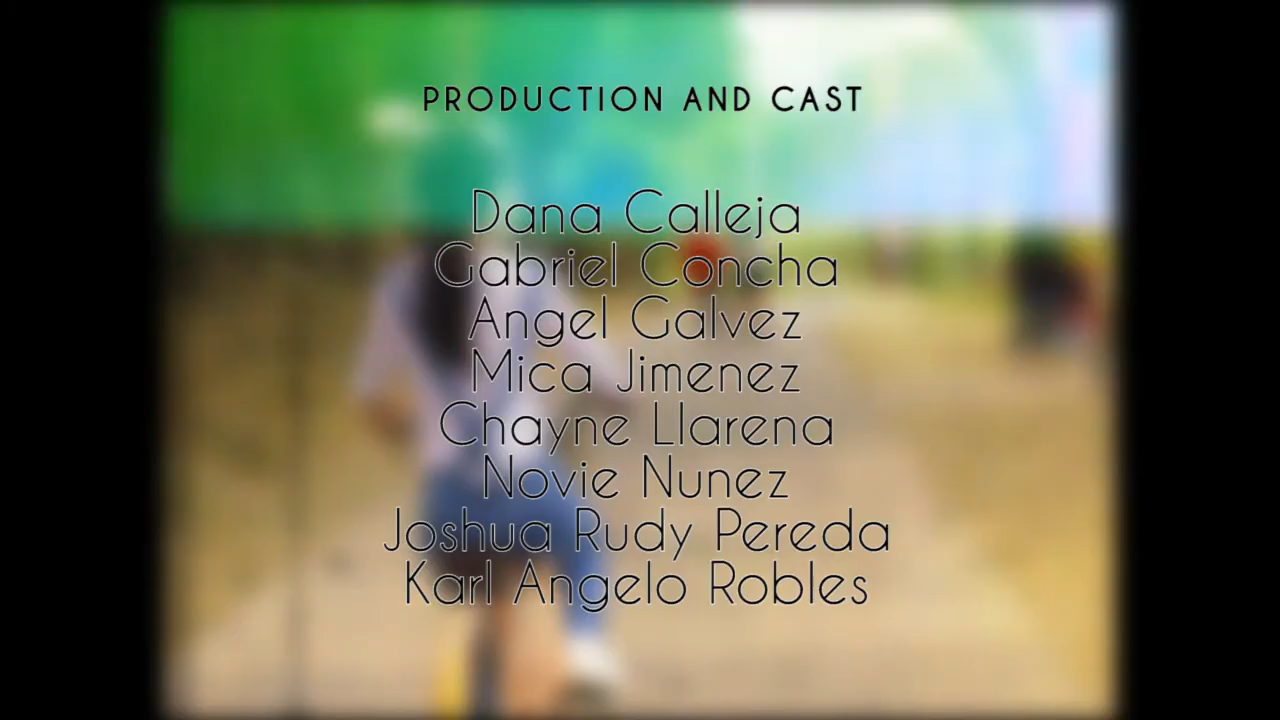 PRODUCTION AND CAST
Dana Calleja
Gabriel Concha
Angel Galvez
Mica Jimenez
Chayne Llarena
Novie Nunez
Joshua Rudy Pereda
Karl Angelo Robles